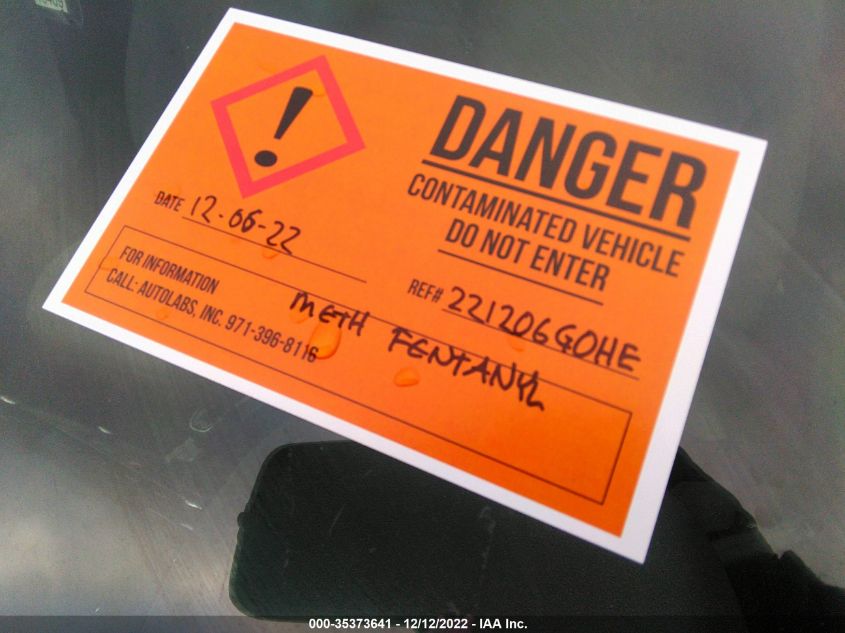 !
DANGER
CONTAMINATED VEHICLE
DO NOT ENTER
DATE 12-06-22
REF# 221206GOHE
FOR INFORMATION
CALL: AUTOLABS, INC. 971-396-8116
METH FENTANYL
000-35373641 - 12/12/2022 - IAA Inc.